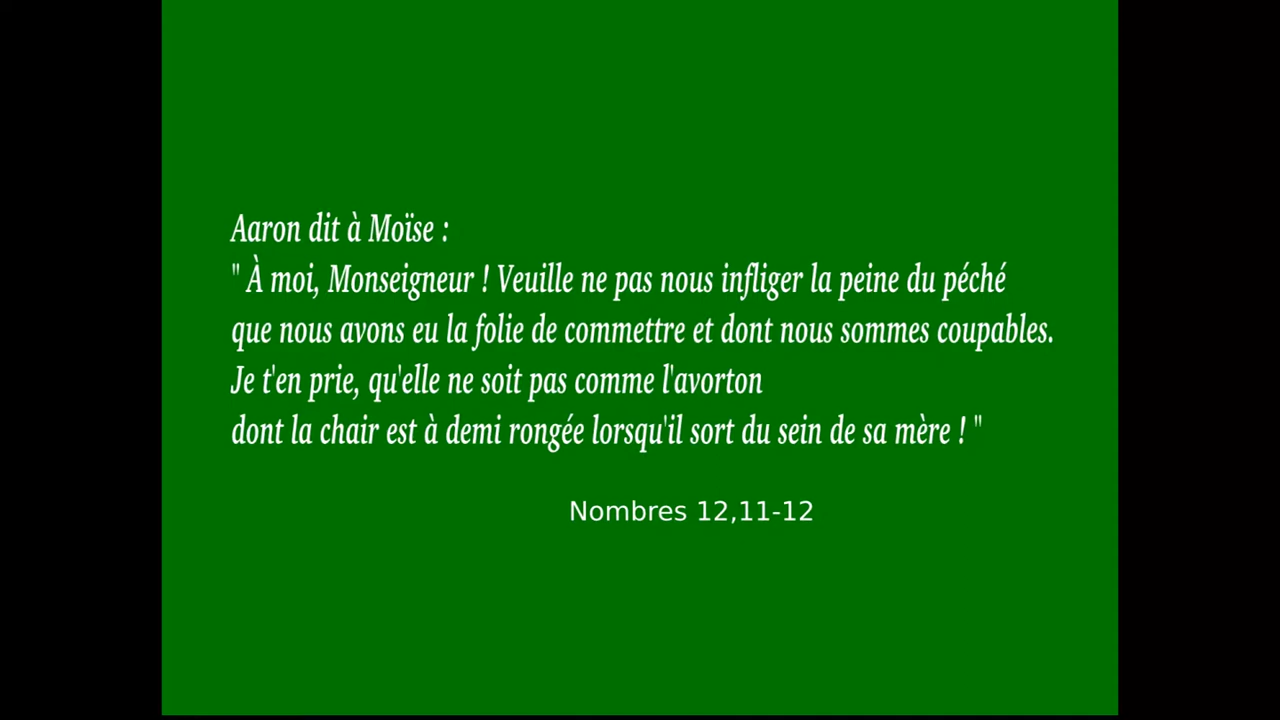 Aaron dit à Moïse :
" À moi, Monseigneur ! Veuille ne pas nous infliger la peine du péché
que nous avons eu la folie de commettre et dont nous sommes coupables.
Je t'en prie, qu'elle ne soit pas comme l'avorton
dont la chair est à demi rongée lorsqu'il sort du sein de sa mère ! "
Nombres 12,11-12